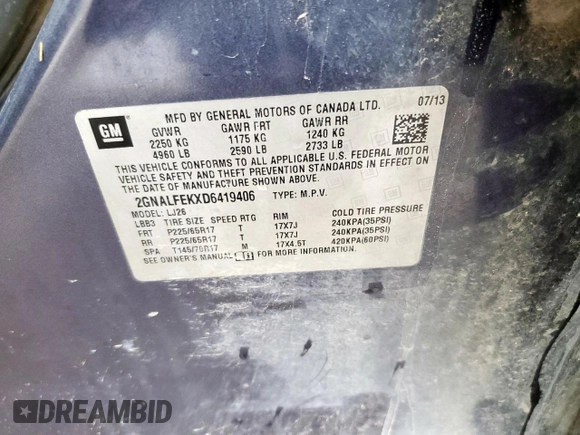 GM
MFD BY GENERAL MOTORS OF CANADA LTD. 07/13
GVWR GAWR FRT GAWR RR
2250 KG 1175 KG 1240 KG
4960 LB 2590 LB 2733 LB
THIS VEHICLE CONFORMS TO ALL APPLICABLE U.S. FEDERAL MOTOR
VEHICLE SAFETY AND THEFT PREVENTION STANDARDS IN EFFECT ON
THE DATE OF MANUFACTURE SHOWN ABOVE.
2GNALFEKXD6419406 TYPE: M.P.V.
MODEL: LJ26
LBB3 TIRE SIZE SPEED RTG RIM COLD TIRE PRESSURE
FRT P225/65R17 T 17X7J 240KPA(35PSI)
RR P225/65R17 T 17X7J 240KPA(35PSI)
SPA T145/70R17 M 17X4.5T 420KPA(60PSI)
SEE OWNER'S MANUAL FOR MORE INFORMATION.
DREAMBID